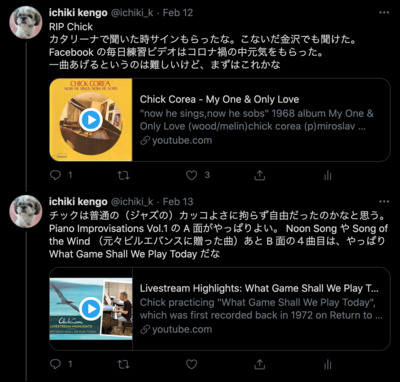 ichiki kengo @ichiki_k · Feb 12
RIP Chick
カタリーナで聞いた時サインもらったな。こないだ金沢でも聞けた。
Facebook の毎日練習ビデオはコロナ禍の中元気をもらった。
一曲あげるというのは難しいけど、まずはこれかな
CHICK COREA
NOW HE SINGS, NOW HE SOBS
Chick Corea - My One & Only Love
"now he sings,now he sobs" 1968 album My One &
Only Love (wood/melin)chick corea (p)miroslav ...
youtube.com
1
3
ichiki kengo @ichiki_k · Feb 13
チックは普通の（ジャズの）カッコよさに拘らず自由だったのかなと思う。
Piano Improvisations Vol.1 の A 面がやっぱりよい。 Noon Song や Song of
the Wind （元々ビルエバンスに贈った曲）あと B 面の４曲目は、やっぱり
What Game Shall We Play Today だな
Chick Corea
LIVESTREAM HIGHLIGHTS
Livestream Highlights: What Game Shall We Play T...
Chick practicing "What Game Shall We Play Today",
which was first recorded back in 1972 on Return to ...
youtube.com
1